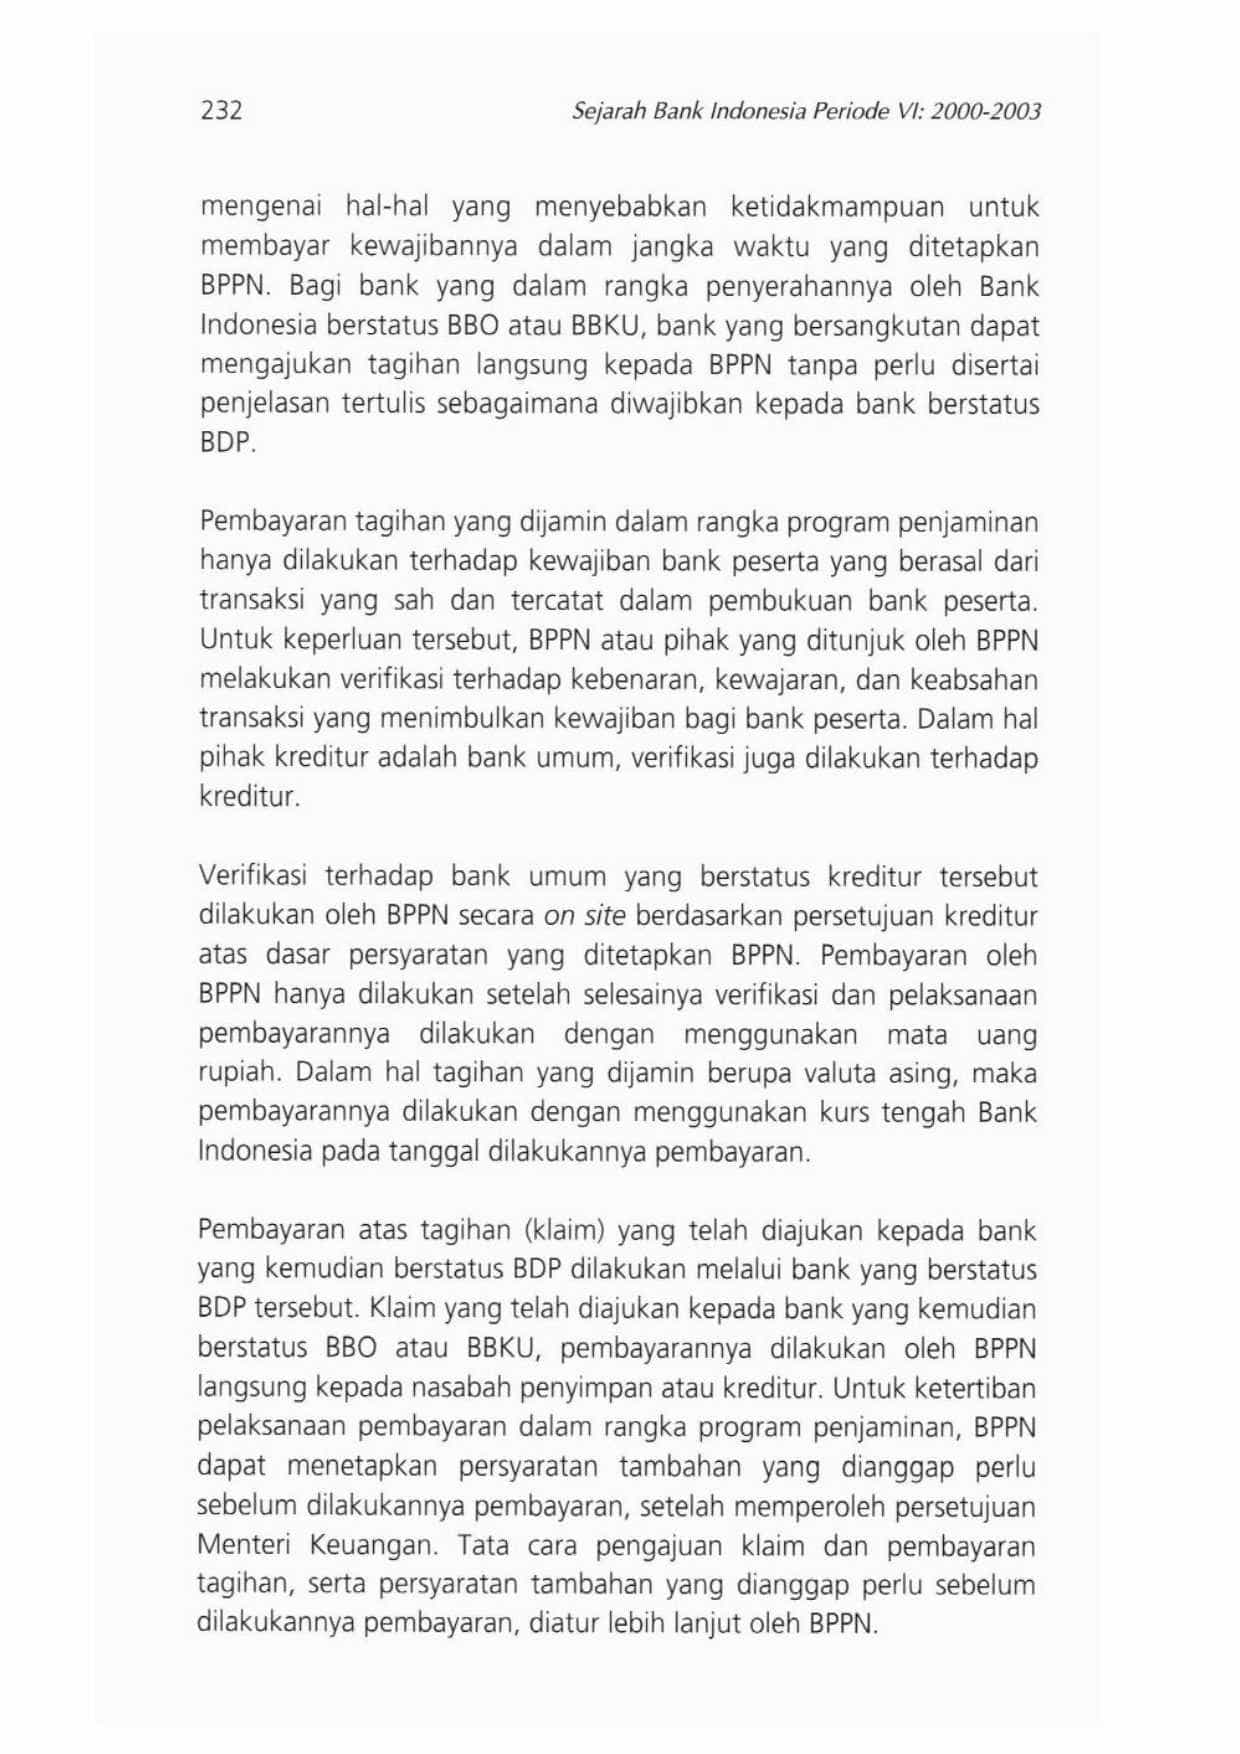 232
Sejarah Bank Indonesia Periode VI: 2000-2003
mengenai hal-hal yang menyebabkan ketidakmampuan untuk
membayar kewajibannya dalam jangka waktu yang ditetapkan
BPPN. Bagi bank yang dalam rangka penyerahannya oleh Bank
Indonesia berstatus BBO atau BBKU, bank yang bersangkutan dapat
mengajukan tagihan langsung kepada BPPN tanpa perlu disertai
penjelasan tertulis sebagaimana diwajibkan kepada bank berstatus
BDP.
Pembayaran tagihan yang dijamin dalam rangka program penjaminan
hanya dilakukan terhadap kewajiban bank peserta yang berasal dari
transaksi yang sah dan tercatat dalam pembukuan bank peserta.
Untuk keperluan tersebut, BPPN atau pihak yang ditunjuk oleh BPPN
melakukan verifikasi terhadap kebenaran, kewajaran, dan keabsahan
transaksi yang menimbulkan kewajiban bagi bank peserta. Dalam hal
pihak kreditur adalah bank umum, verifikasi juga dilakukan terhadap
kreditur.
Verifikasi terhadap bank umum yang berstatus kreditur tersebut
dilakukan oleh BPPN secara on site berdasarkan persetujuan kreditur
atas dasar persyaratan yang ditetapkan BPPN. Pembayaran oleh
BPPN hanya dilakukan setelah selesainya verifikasi dan pelaksanaan
pembayarannya dilakukan dengan menggunakan mata uang
rupiah. Dalam hal tagihan yang dijamin berupa valuta asing, maka
pembayarannya dilakukan dengan menggunakan kurs tengah Bank
Indonesia pada tanggal dilakukannya pembayaran.
Pembayaran atas tagihan (klaim) yang telah diajukan kepada bank
yang kemudian berstatus BDP dilakukan melalui bank yang berstatus
BDP tersebut. Klaim yang telah diajukan kepada bank yang kemudian
berstatus BBO atau BBKU, pembayarannya dilakukan oleh BPPN
langsung kepada nasabah penyimpan atau kreditur. Untuk ketertiban
pelaksanaan pembayaran dalam rangka program penjaminan, BPPN
dapat menetapkan persyaratan tambahan yang dianggap perlu
sebelum dilakukannya pembayaran, setelah memperoleh persetujuan
Menteri Keuangan. Tata cara pengajuan klaim dan pembayaran
tagihan, serta persyaratan tambahan yang dianggap perlu sebelum
dilakukannya pembayaran, diatur lebih lanjut oleh BPPN.